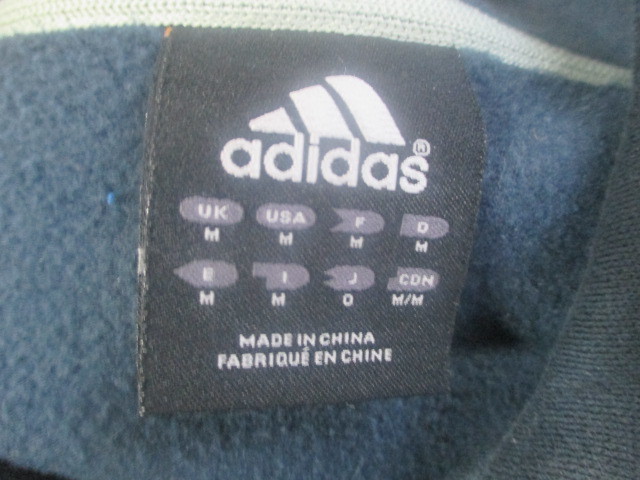 adidas®
UK USA F D
M M M M
E I J CDN
M M O M/M
MADE IN CHINA
FABRIQUÉ EN CHINE